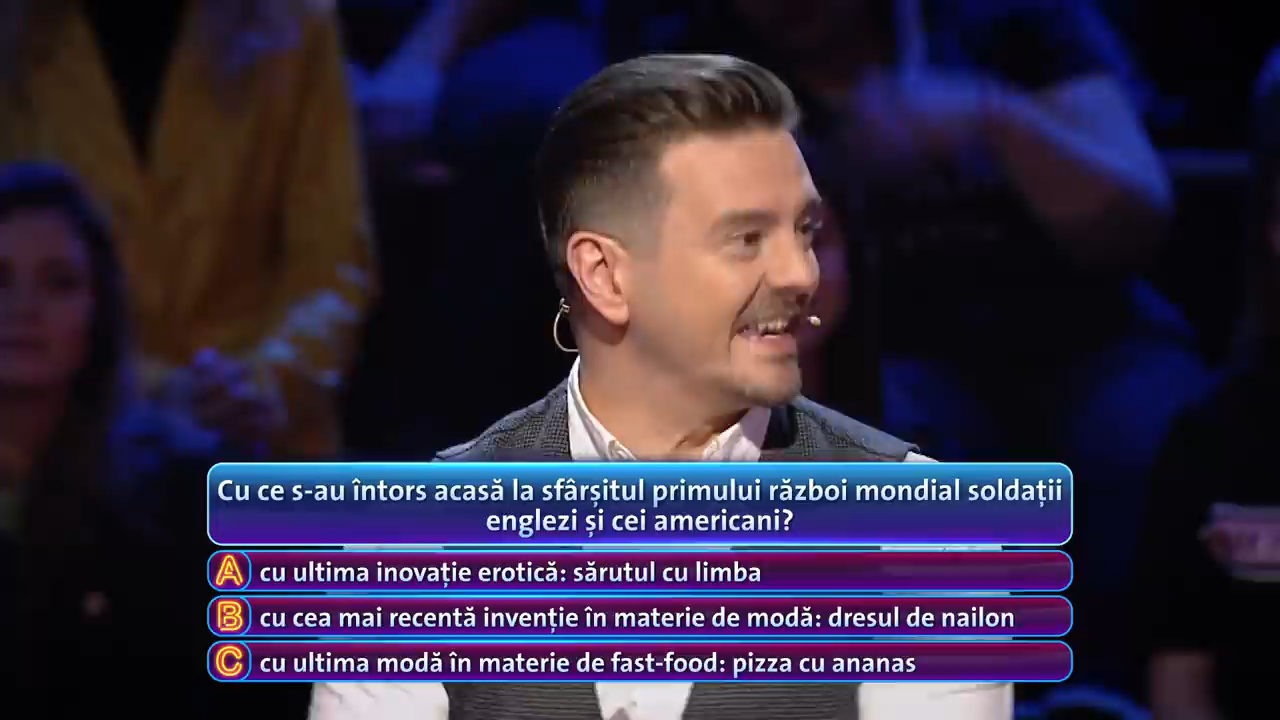 Cu ce s-au întors acasă la sfârșitul primului război mondial soldații
englezi și cei americani?
A cu ultima inovație erotică: sărutul cu limba
B cu cea mai recentă invenție în materie de modă: dresul de nailon
C cu ultima modă în materie de fast-food: pizza cu ananas